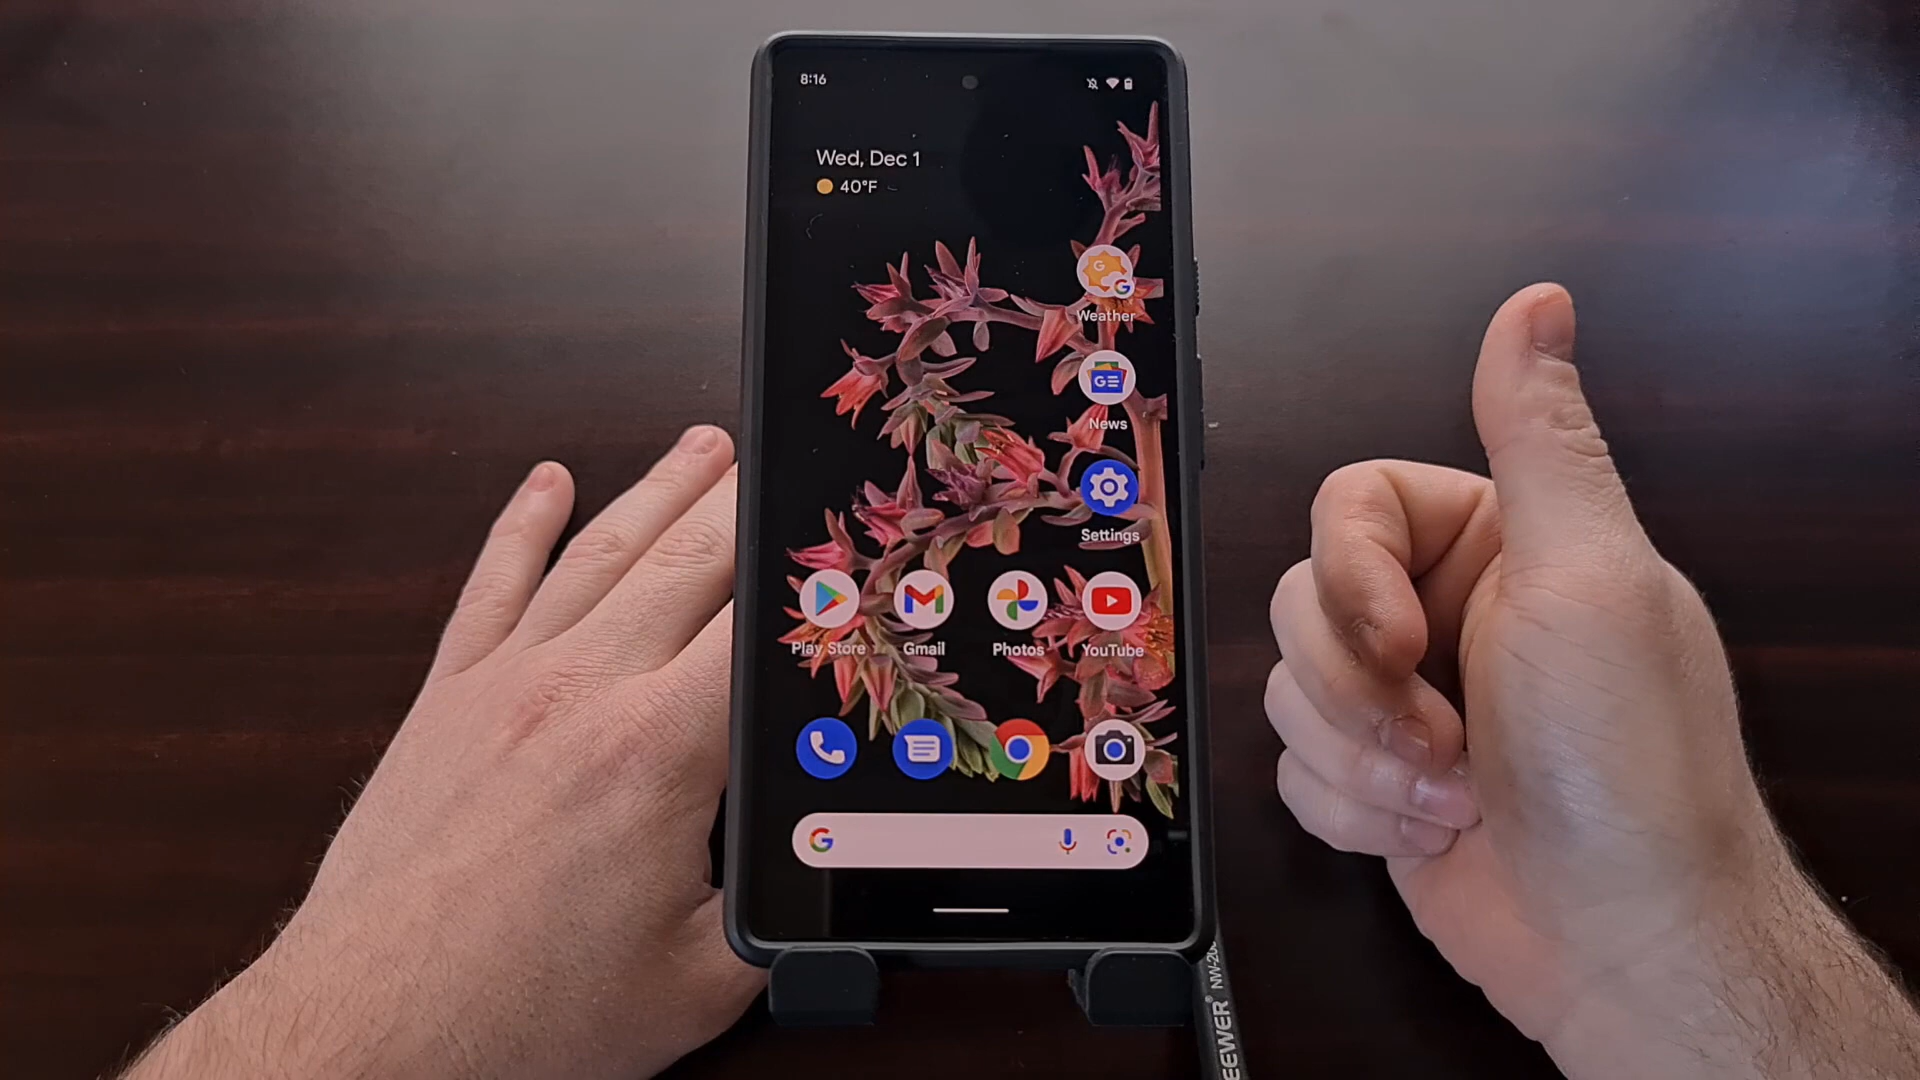 8:16
Wed, Dec 1
40°F
Weather
News
Settings
Play Store
Gmail
Photos
YouTube
EEWER®